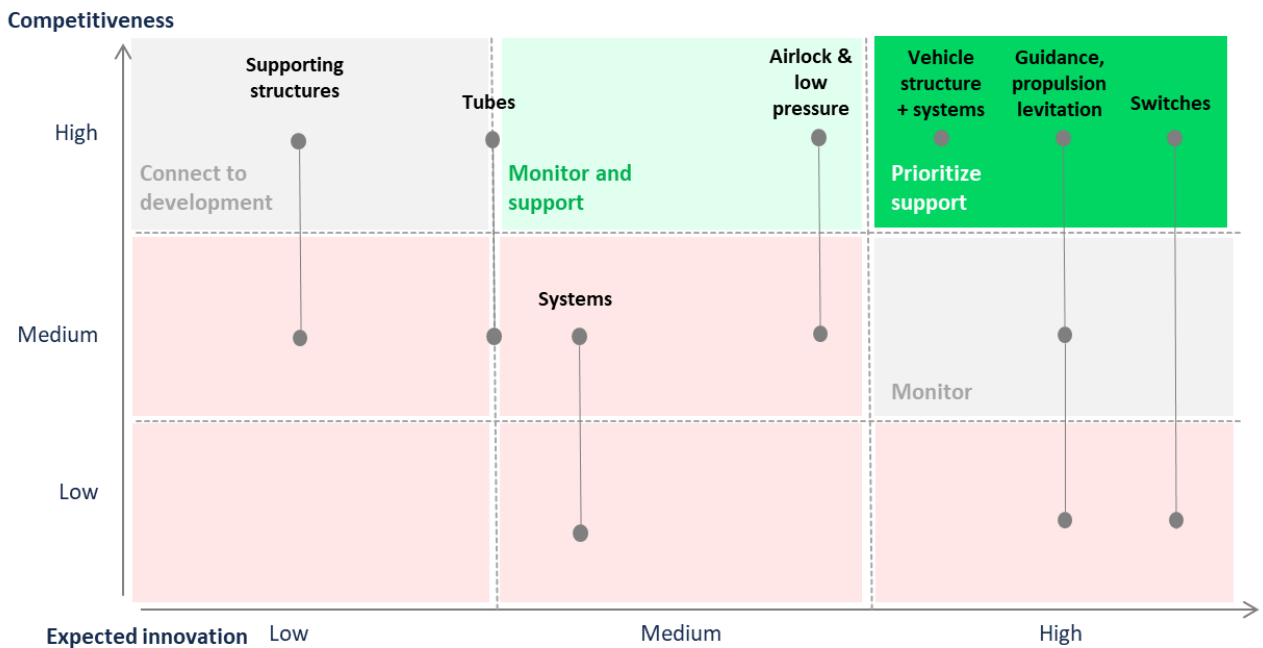 Competitiveness
Supporting
structures
Tubes
Airlock &
low
pressure
Vehicle
structure
+ systems
Guidance,
propulsion
levitation
Switches
High
Connect to
development
Monitor and
support
Prioritize
support
Systems
Medium
Monitor
Low
Expected innovation
Low
Medium
High